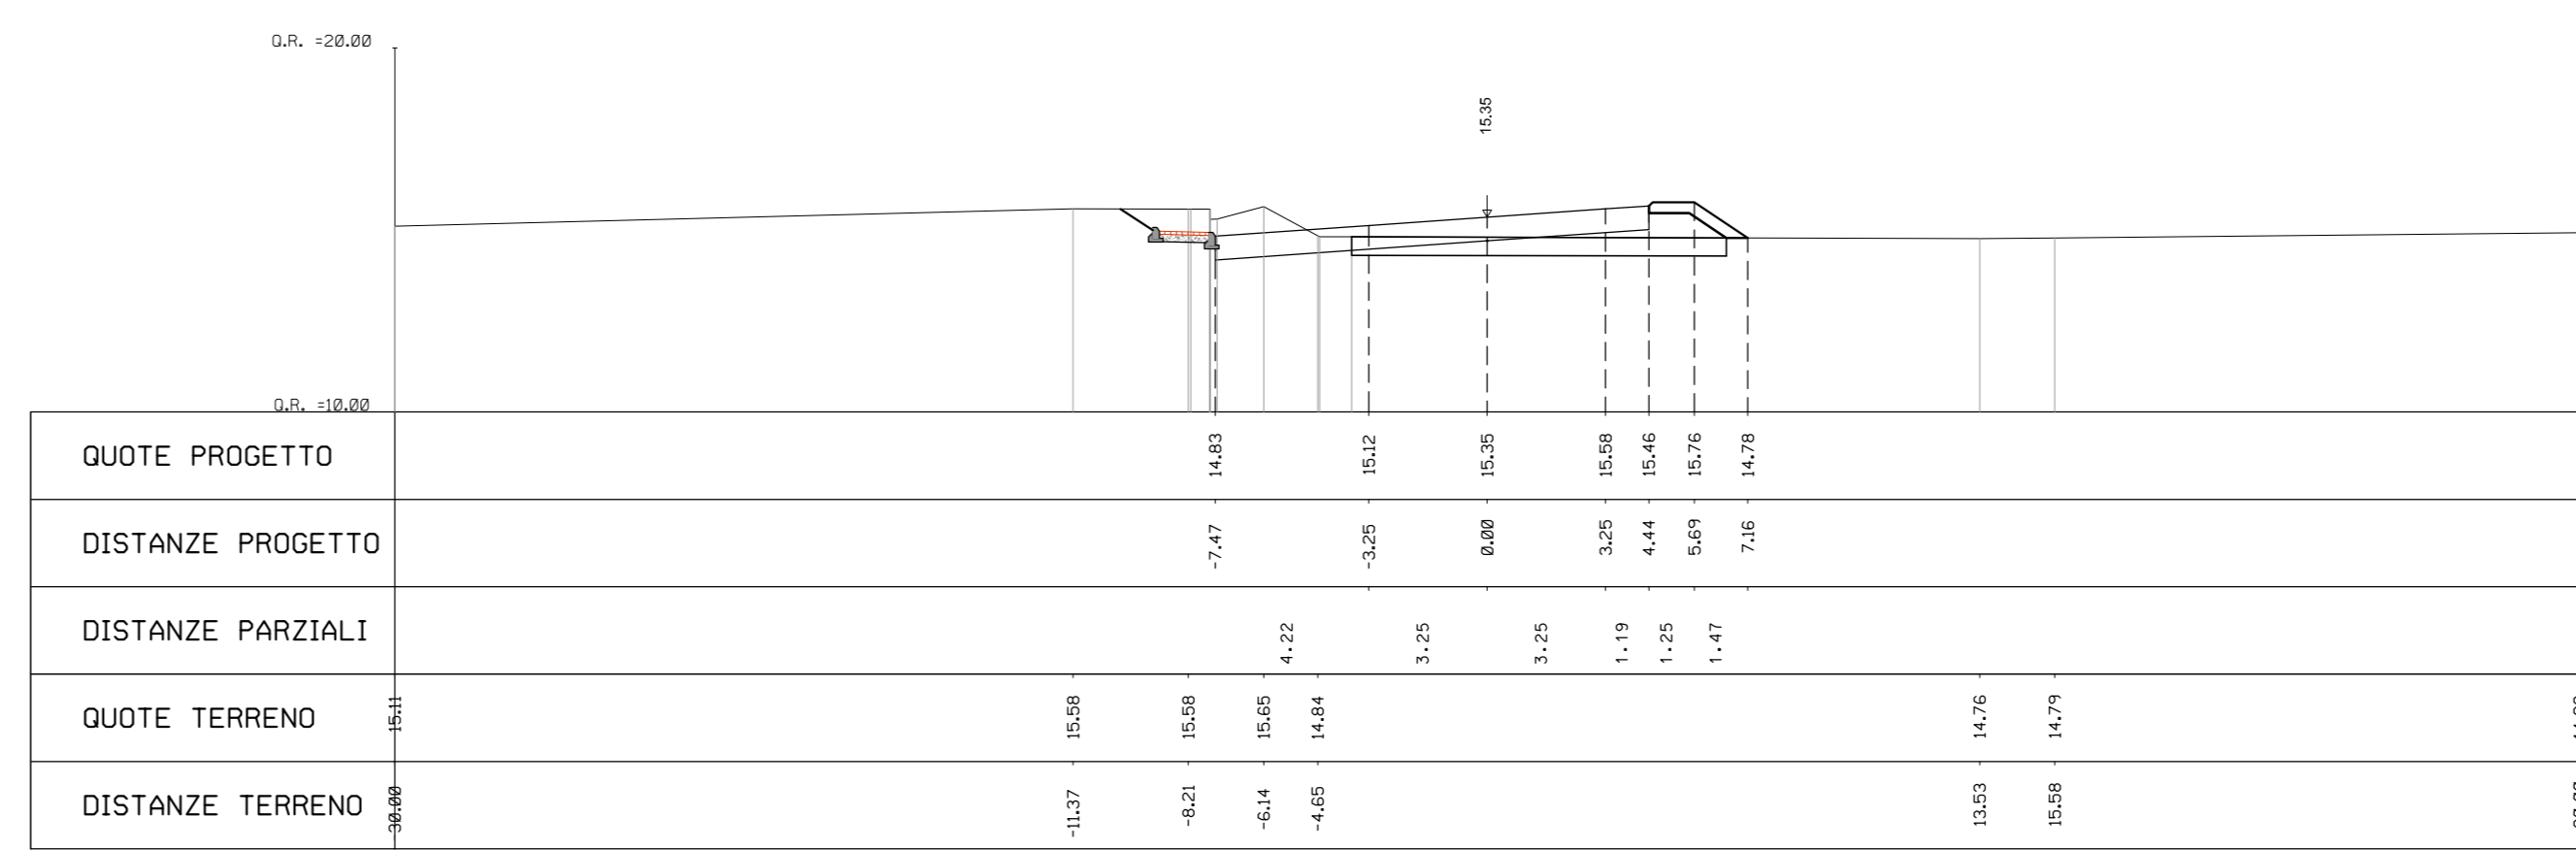 Q.R. =20.00
15.35
Q.R. =10.00
QUOTE PROGETTO 14.83 15.12 15.35 15.58 15.46 15.76 14.78
DISTANZE PROGETTO -7.47 -3.25 0.00 3.25 4.44 5.69 7.16
DISTANZE PARZIALI 4.22 3.25 3.25 1.19 1.25 1.47
QUOTE TERRENO 15.11 15.58 15.58 15.65 14.84 14.76 14.79
DISTANZE TERRENO -30.00 -11.37 -8.21 -6.14 -4.65 13.53 15.58